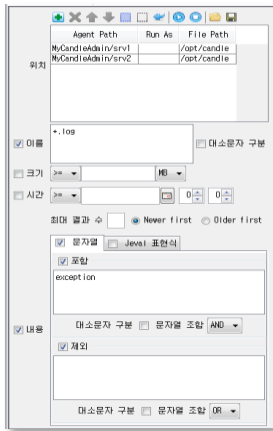 Agent Path Run As File Path
MyCandleAdmin/srv1 /opt/candle
MyCandleAdmin/srv2 /opt/candle
위치
*.log
이름 대소문자 구분
크기 >= MB
시간 >= 0 0
최대 결과 수 Newer first Older first
문자열 Jeval 표현식
포함
exception
대소문자 구분 문자열 조합 AND
내용
제외
대소문자 구분 문자열 조합 OR